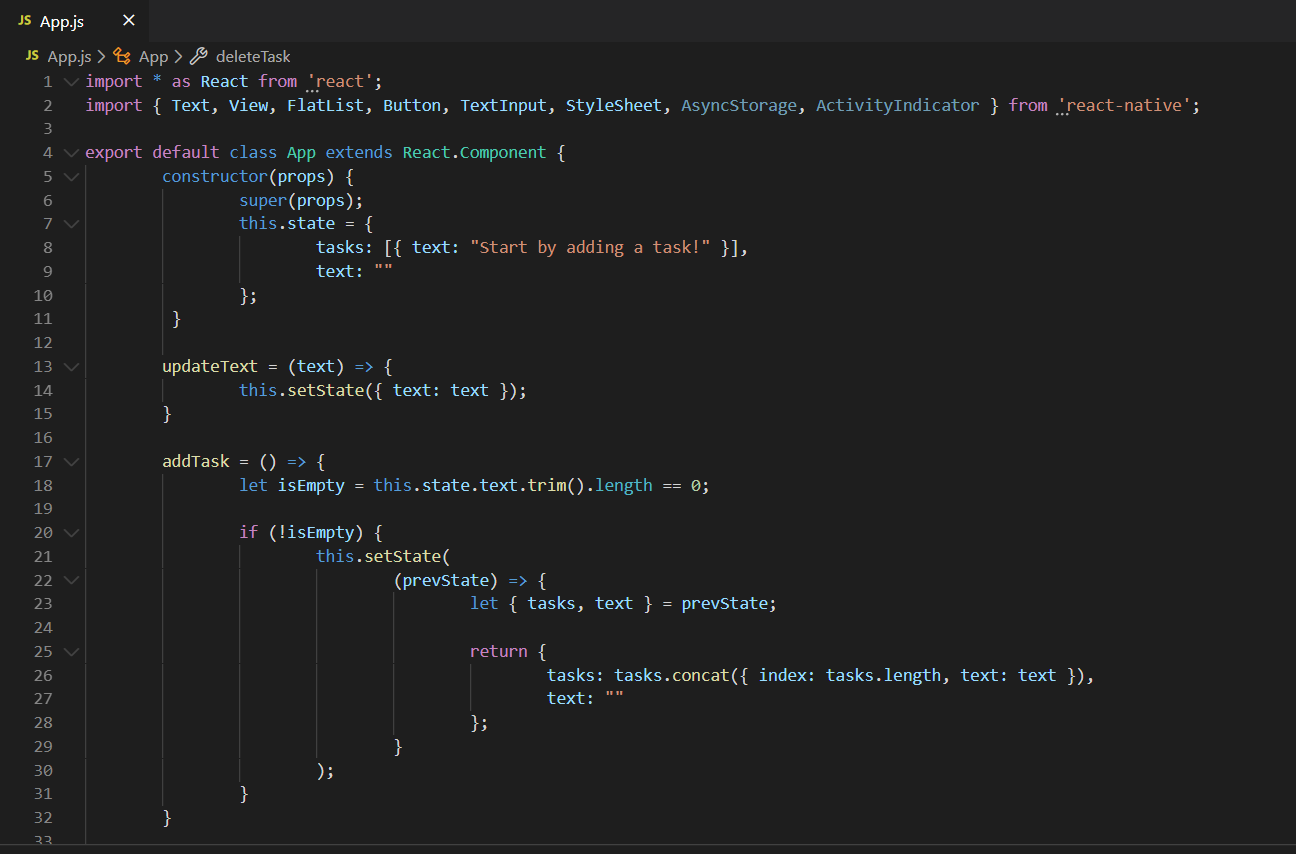 JS App.js ×
JS App.js > App > deleteTask
1 import * as React from 'react';
2 import { Text, View, FlatList, Button, TextInput, StyleSheet, AsyncStorage, ActivityIndicator } from 'react-native';
3
4 export default class App extends React.Component {
5 constructor(props) {
6 super(props);
7 this.state = {
8 tasks: [{ text: "Start by adding a task!" }],
9 text: ""
10 };
11 }
12
13 updateText = (text) => {
14 this.setState({ text: text });
15 }
16
17 addTask = () => {
18 let isEmpty = this.state.text.trim().length == 0;
19
20 if (!isEmpty) {
21 this.setState(
22 (prevState) => {
23 let { tasks, text } = prevState;
24
25 return {
26 tasks: tasks.concat({ index: tasks.length, text: text }),
27 text: ""
28 };
29 }
30 );
31 }
32 }
33